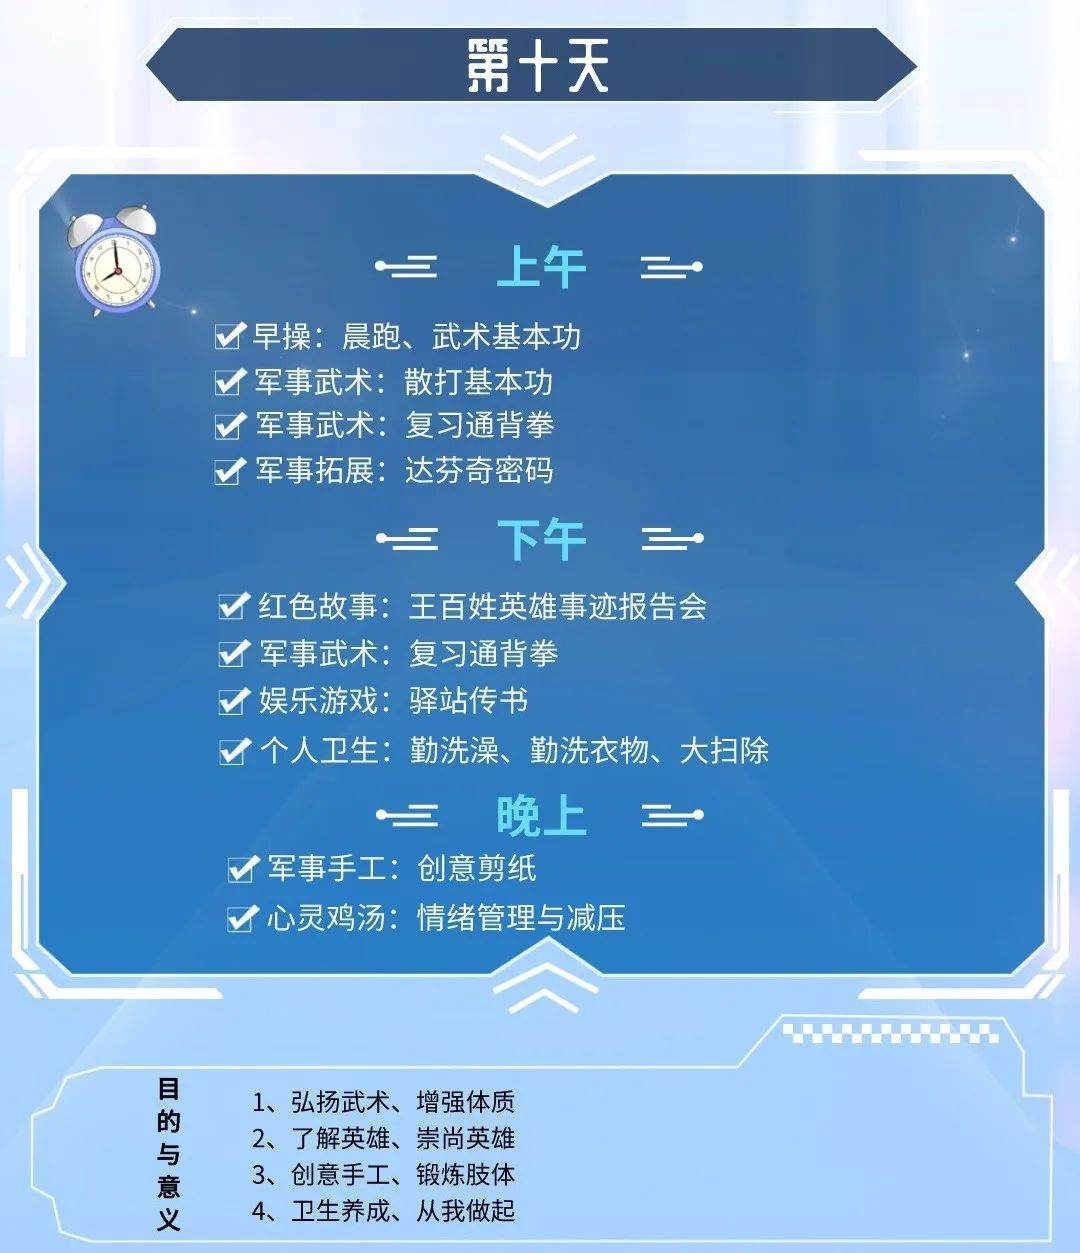 第十天
上午
早操：晨跑、武术基本功
军事武术：散打基本功
军事武术：复习通背拳
军事拓展：达芬奇密码
下午
红色故事：王百姓英雄事迹报告会
军事武术：复习通背拳
娱乐游戏：驿站传书
个人卫生：勤洗澡、勤洗衣物、大扫除
晚上
军事手工：创意剪纸
心灵鸡汤：情绪管理与减压
目的与意义
1、弘扬武术、增强体质
2、了解英雄、崇尚英雄
3、创意手工、锻炼肢体
4、卫生养成、从我做起